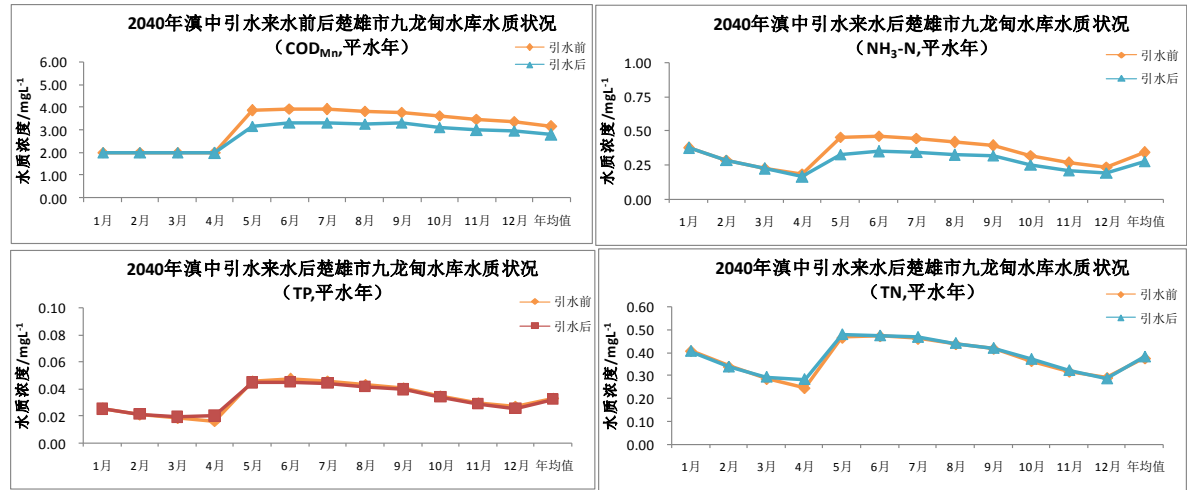 2040年滇中引水来水前后楚雄市九龙甸水库水质状况
（CODMn,平水年）
引水前
引水后
水质浓度/mgL-1
6.00
5.00
4.00
3.00
2.00
1.00
0.00
1月 2月 3月 4月 5月 6月 7月 8月 9月 10月 11月 12月 年均值
2040年滇中引水来水后楚雄市九龙甸水库水质状况
（NH3-N,平水年）
引水前
引水后
水质浓度/mgL-1
1.00
0.75
0.50
0.25
0.00
1月 2月 3月 4月 5月 6月 7月 8月 9月 10月 11月 12月 年均值
2040年滇中引水来水后楚雄市九龙甸水库水质状况
（TP,平水年）
引水前
引水后
水质浓度/mgL-1
0.10
0.08
0.06
0.04
0.02
0.00
1月 2月 3月 4月 5月 6月 7月 8月 9月 10月 11月 12月 年均值
2040年滇中引水来水后楚雄市九龙甸水库水质状况
（TN,平水年）
引水前
引水后
水质浓度/mgL-1
0.60
0.50
0.40
0.30
0.20
0.10
0.00
1月 2月 3月 4月 5月 6月 7月 8月 9月 10月 11月 12月 年均值